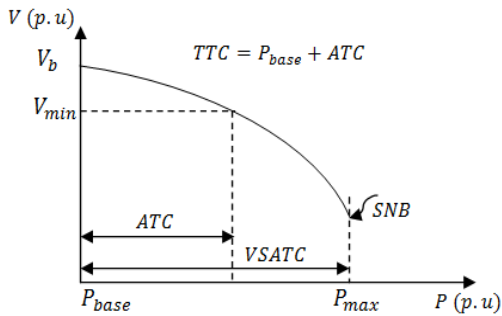 V (p.u)
TTC = P_base + ATC
V_b
V_min
SNB
ATC
VSATC
P_base
P_max
P (p.u)